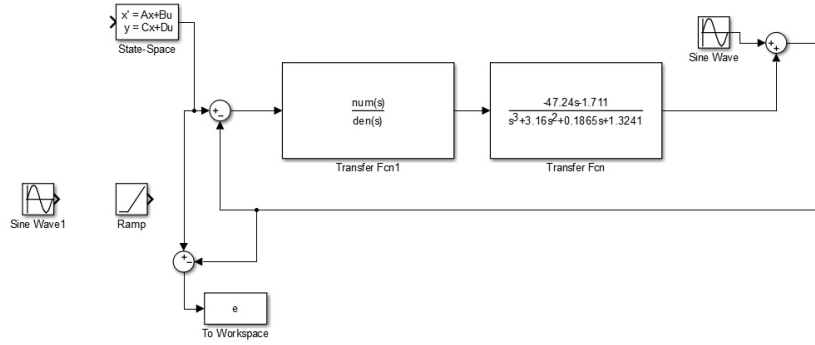 x' = Ax+Bu
y = Cx+Du
State-Space
Sine Wave
num(s)
den(s)
Transfer Fcn1
-47.24s-1.711
s³+3.16s²+0.1865s+1.3241
Transfer Fcn
Sine Wave1
Ramp
e
To Workspace